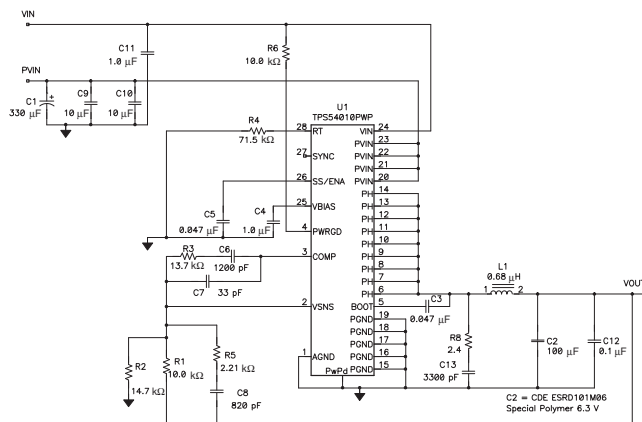 VIN
C11
1.0 µF
R6
10.0 kΩ
PVIN
C1
330 µF
+
C9
10 µF
C10
10 µF
U1
TPS54010PWP
R4
71.5 kΩ
28 RT
VIN 24
27 SYNC
PVIN 23
PVIN 22
PVIN 21
26 SS/ENA
PVIN 20
PH 14
25 VBIAS
PH 13
C5
0.047 µF
C4
1.0 µF
PH 12
4 PWRGD
PH 11
PH 10
R3
13.7 kΩ
C6
1200 pF
3 COMP
PH 9
PH 8
C7 33 pF
PH 7
PH 6
L1
0.68 µH
1 2
VOUT
2 VSNS
BOOT 5
C3
0.047 µF
PGND 19
PGND 18
PGND 17
PGND 16
PGND 15
1 AGND
PwPd
R8
2.4
C13
3300 pF
C2
100 µF
C12
0.1 µF
R2
14.7 kΩ
R1
10.0 kΩ
R5
2.21 kΩ
C8
820 pF
C2 = CDE ESRD101M06
Special Polymer 6.3 V